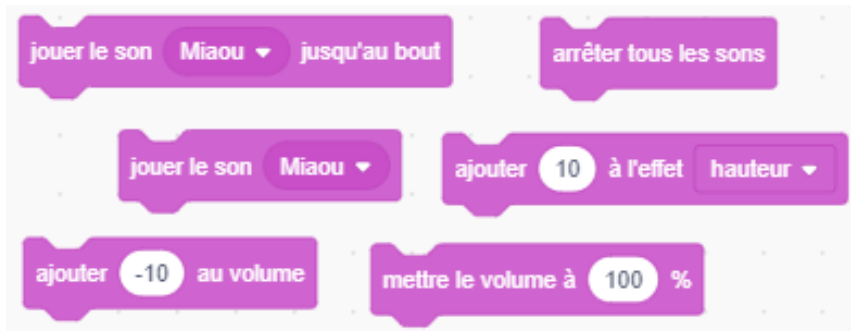 jouer le son Miaou jusqu'au bout
arrêter tous les sons
jouer le son Miaou
ajouter 10 à l'effet hauteur
ajouter -10 au volume
mettre le volume à 100 %